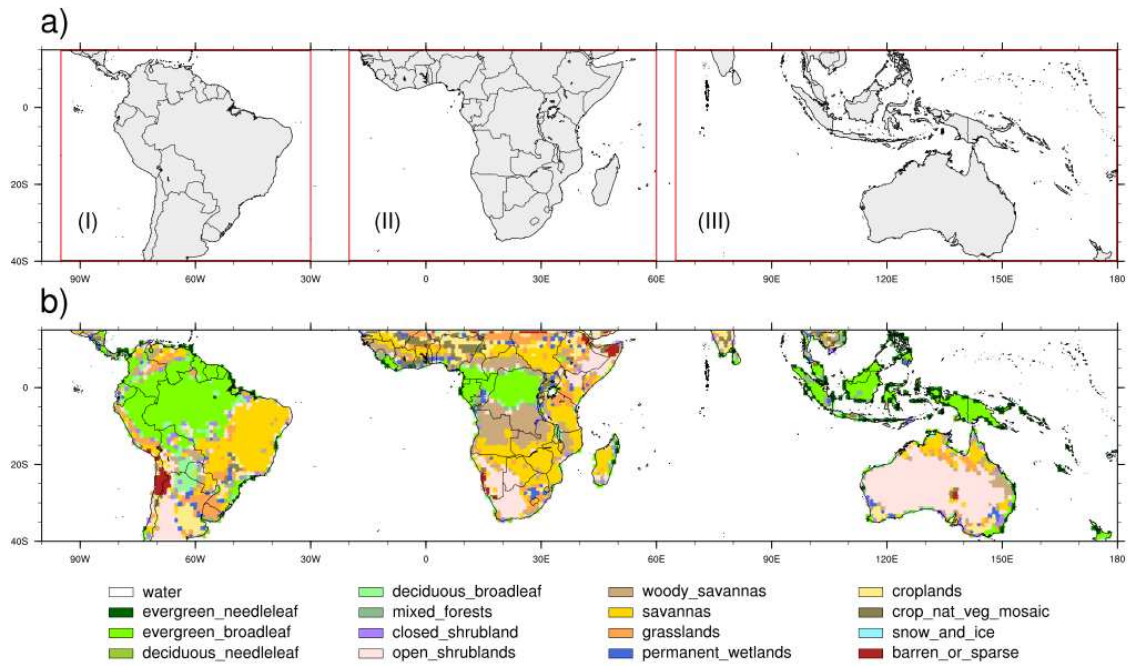 a)
0
20S
40S
(I)
(II)
(III)
90W
60W
30W
0
30E
60E
90E
120E
150E
180
b)
0
20S
40S
90W
60W
30W
0
30E
60E
90E
120E
150E
180
water
deciduous_broadleaf
woody_savannas
croplands
evergreen_needleleaf
mixed_forests
savannas
crop_nat_veg_mosaic
evergreen_broadleaf
closed_shrubland
grasslands
snow_and_ice
deciduous_needleleaf
open_shrublands
permanent_wetlands
barren_or_sparse